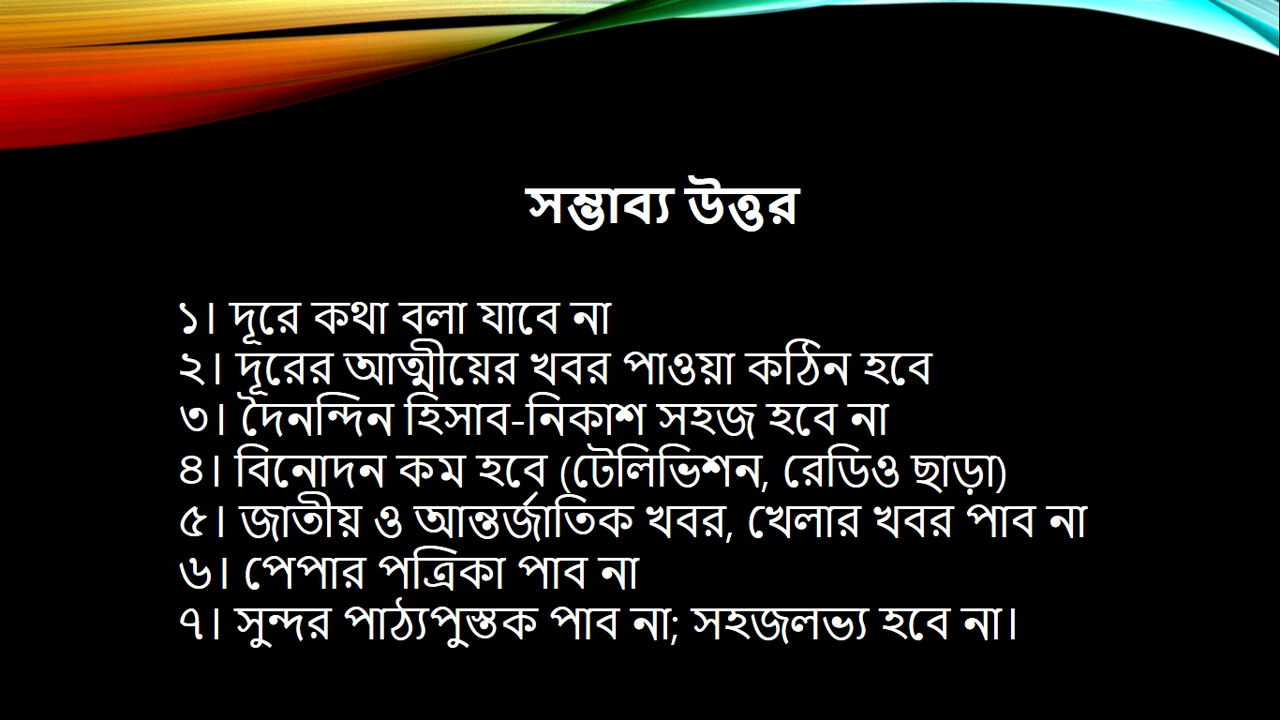 সম্ভাব্য উত্তর
১। দূরে কথা বলা যাবে না
২। দূরের আত্মীয়ের খবর পাওয়া কঠিন হবে
৩। দৈনন্দিন হিসাব-নিকাশ সহজ হবে না
৪। বিনোদন কম হবে (টেলিভিশন, রেডিও ছাড়া)
৫। জাতীয় ও আন্তর্জাতিক খবর, খেলার খবর পাব না
৬। পেপার পত্রিকা পাব না
৭। সুন্দর পাঠ্যপুস্তক পাব না; সহজলভ্য হবে না।